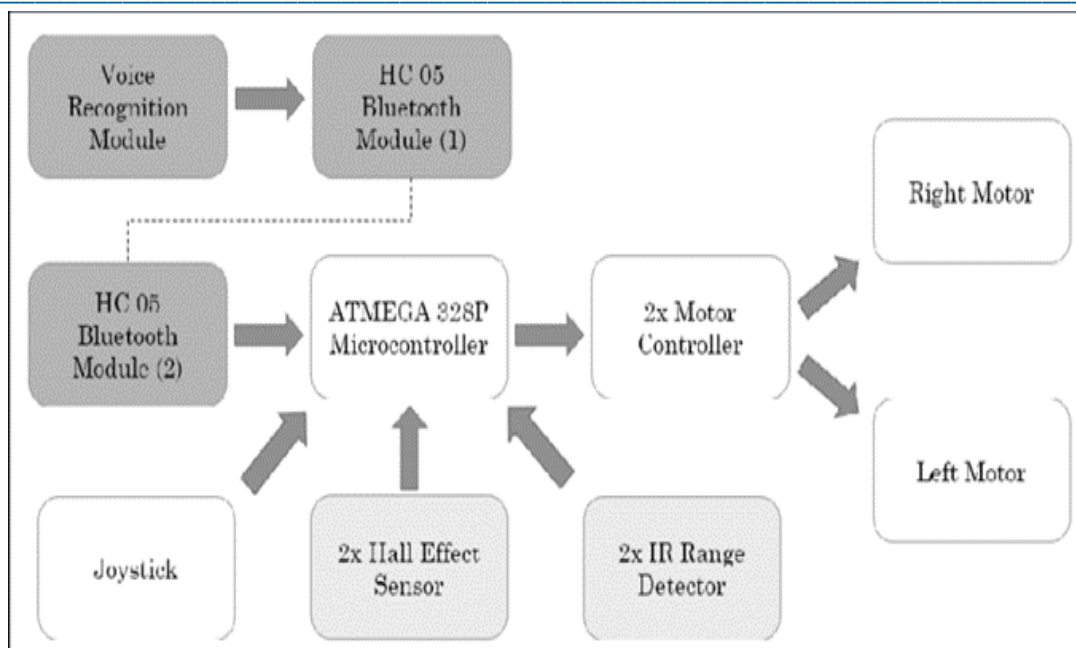 Voice
Recognition
Module
HC 05
Bluetooth
Module (1)
Right Motor
HC 05
Bluetooth
Module (2)
ATMEGA 328P
Microcontroller
2x Motor
Controller
Left Motor
Joystick
2x Hall Effect
Sensor
2x IR Range
Detector